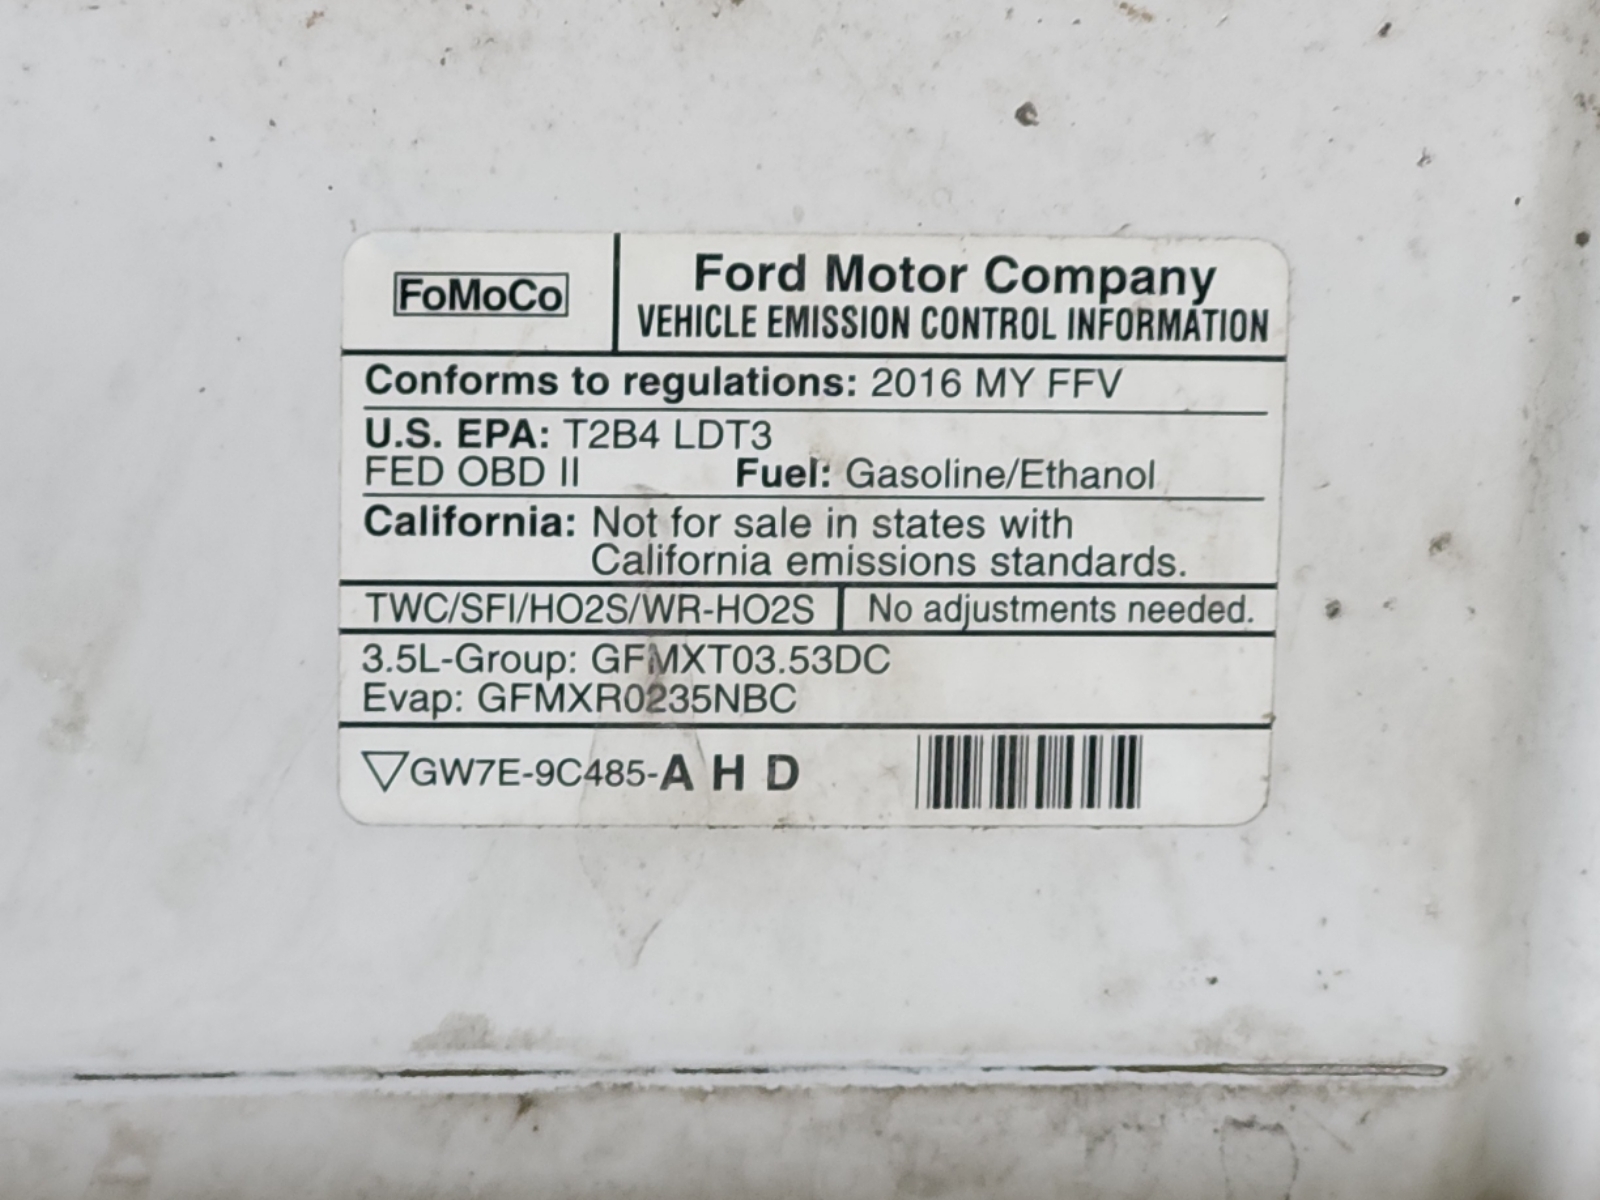 FoMoCo
Ford Motor Company
VEHICLE EMISSION CONTROL INFORMATION
Conforms to regulations: 2016 MY FFV
U.S. EPA: T2B4 LDT3
FED OBD II Fuel: Gasoline/Ethanol
California: Not for sale in states with
California emissions standards.
TWC/SFI/HO2S/WR-HO2S No adjustments needed.
3.5L-Group: GFMXT03.53DC
Evap: GFMXR0235NBC
▽GW7E-9C485-A H D